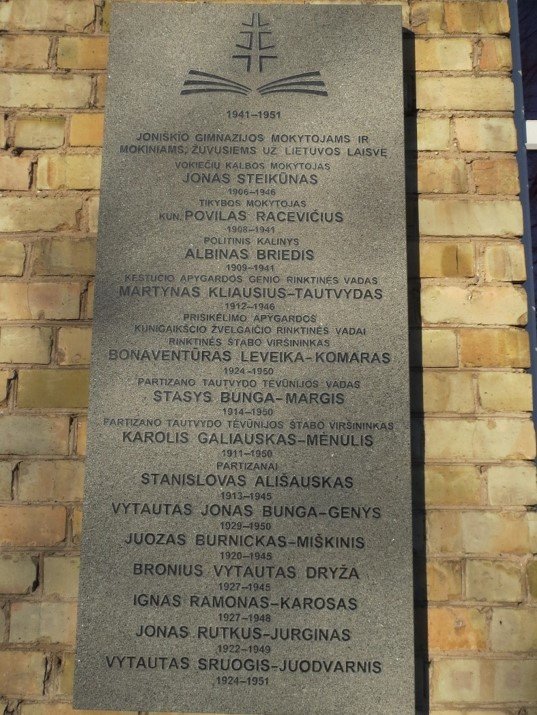 1941–1951
JONIŠKIO GIMNAZIJOS MOKYTOJAMS IR
MOKINIAMS, ŽUVUSIEMS UŽ LIETUVOS LAISVĘ
VOKIEČIŲ KALBOS MOKYTOJAS
JONAS STEIKŪNAS
1906–1946
TIKYBOS MOKYTOJAS
KUN. POVILAS RACEVIČIUS
1908–1941
POLITINIS KALINYS
ALBINAS BRIEDIS
1909–1941
KĘSTUČIO APYGARDOS GENIO RINKTINĖS VADAS
MARTYNAS KLIAUSIUS–TAUTVYDAS
1912–1946
PRISIKĖLIMO APYGARDOS
KUNIGAIKŠČIO ŽVELGAIČIO RINKTINĖS VADAI
RINKTINĖS ŠTABO VIRŠININKAS
BONAVENTŪRAS LEVEIKA–KOMARAS
1924–1950
PARTIZANO TAUTVYDO TĖVŪNIJOS VADAS
STASYS BUNGA–MARGIS
1914–1950
PARTIZANO TAUTVYDO TĖVŪNIJOS ŠTABO VIRŠININKAS
KAROLIS GALIAUSKAS–MĖNULIS
1911–1950
PARTIZANAI
STANISLOVAS ALIŠAUSKAS
1913–1945
VYTAUTAS JONAS BUNGA–GENYS
1929–1950
JUOZAS BURNICKAS–MIŠKINIS
1920–1945
BRONIUS VYTAUTAS DRYŽA
1927–1945
IGNAS RAMONAS–KAROSAS
1927–1948
JONAS RUTKUS–JURGINAS
1922–1949
VYTAUTAS SRUOGIS–JUODVARNIS
1924–1951